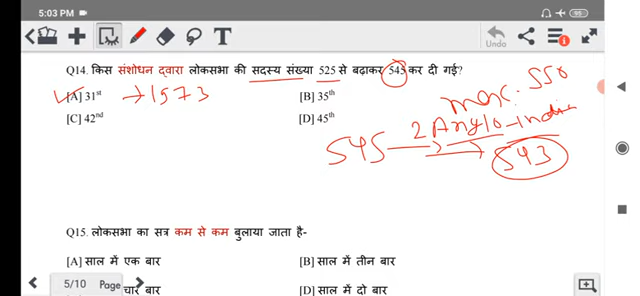 5:03 PM
Undo
Q14. किस संशोधन द्वारा लोकसभा की सदस्य संख्या 525 से बढ़ाकर 545 कर दी गई?
[A] 31st → 1973
[B] 35th
max. 550
[C] 42nd
[D] 45th
2 Anglo-Indian
545 → 543
Q15. लोकसभा का सत्र कम से कम बुलाया जाता है-
[A] साल में एक बार
[B] साल में तीन बार
चार बार
[D] साल में दो बार
5/10 Page